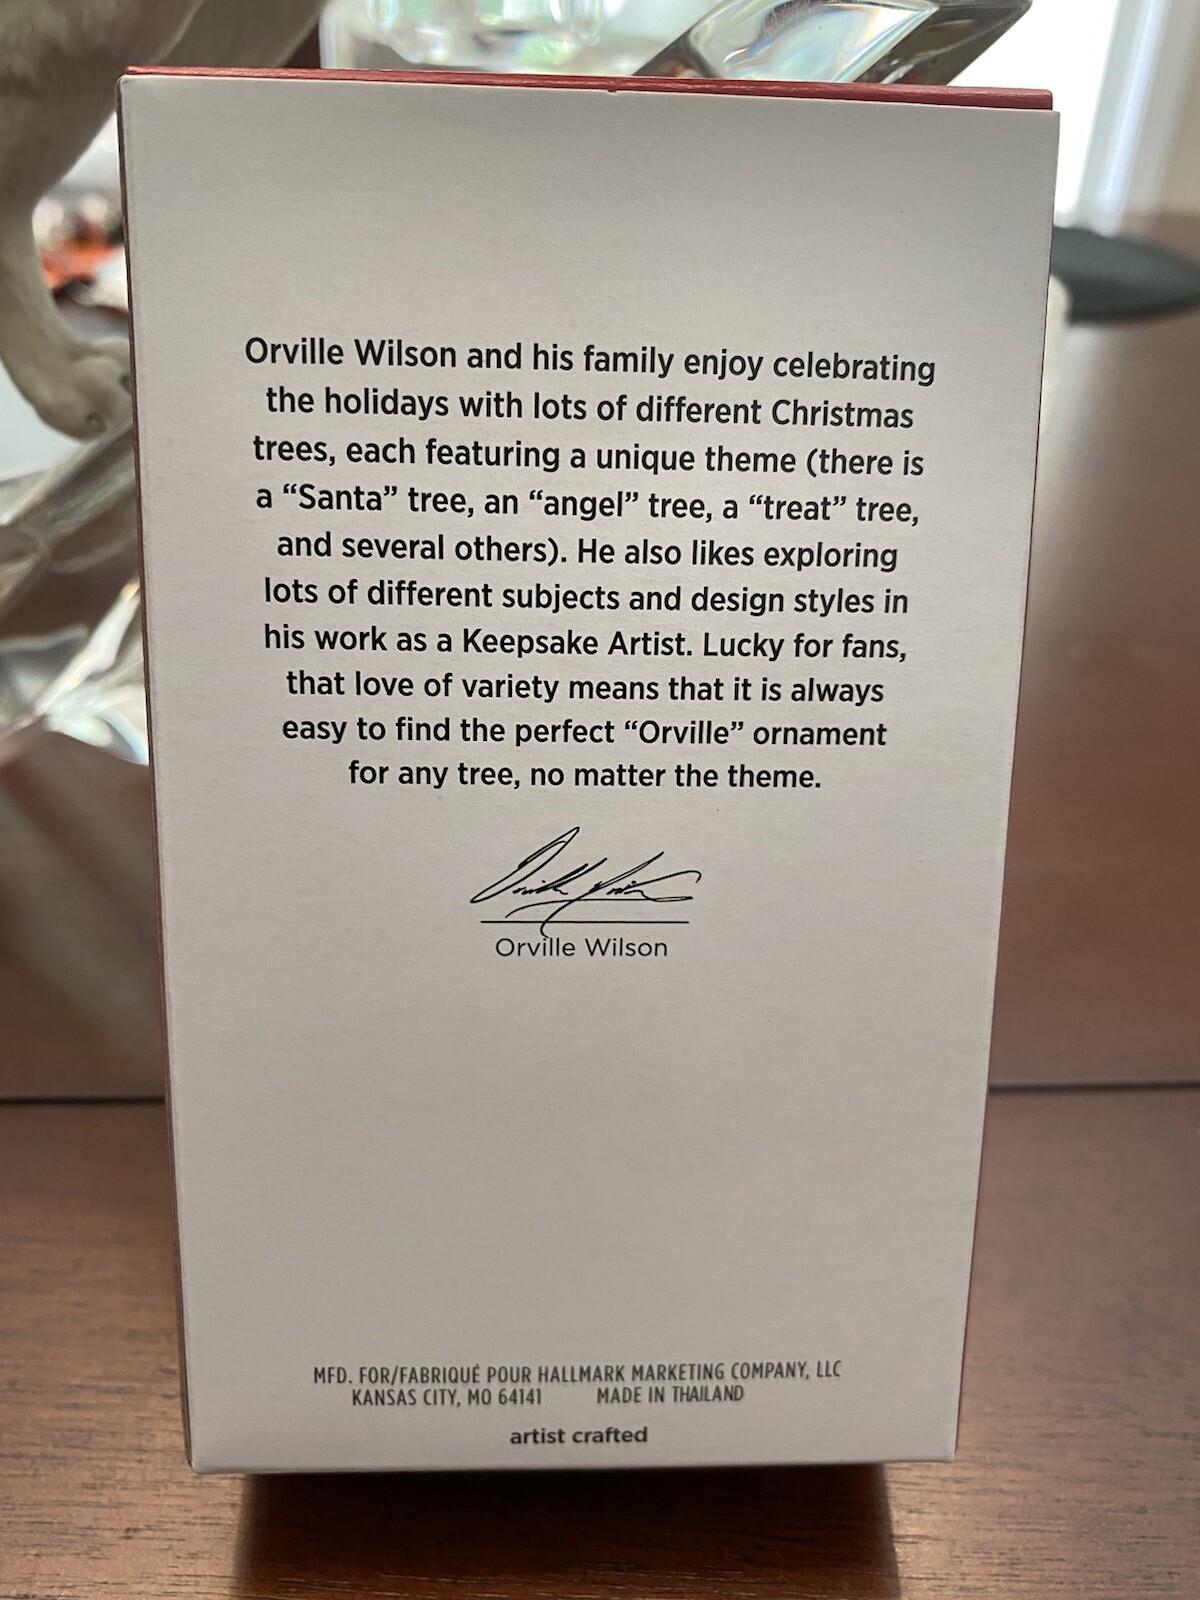 Orville Wilson and his family enjoy celebrating
the holidays with lots of different Christmas
trees, each featuring a unique theme (there is
a “Santa” tree, an “angel” tree, a “treat” tree,
and several others). He also likes exploring
lots of different subjects and design styles in
his work as a Keepsake Artist. Lucky for fans,
that love of variety means that it is always
easy to find the perfect “Orville” ornament
for any tree, no matter the theme.
Orville Wilson
Orville Wilson
MFD. FOR/FABRIQUÉ POUR HALLMARK MARKETING COMPANY, LLC
KANSAS CITY, MO 64141 MADE IN THAILAND
artist crafted